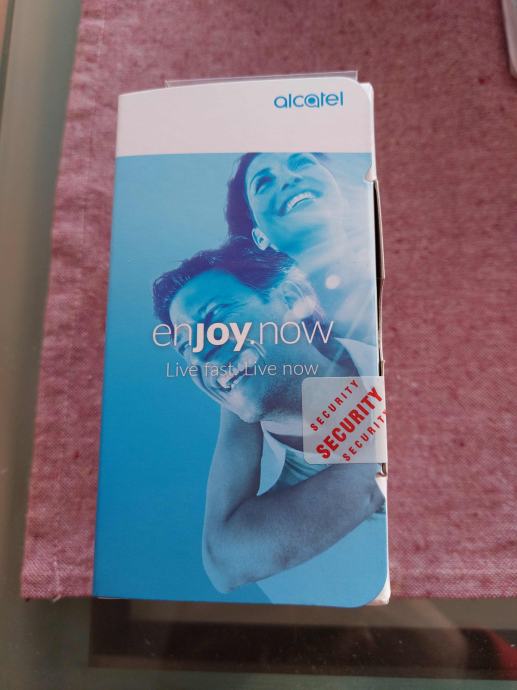 alcatel
enjoy.now
Live fast. Live now
SECURITY
SECURITY
SECURITY